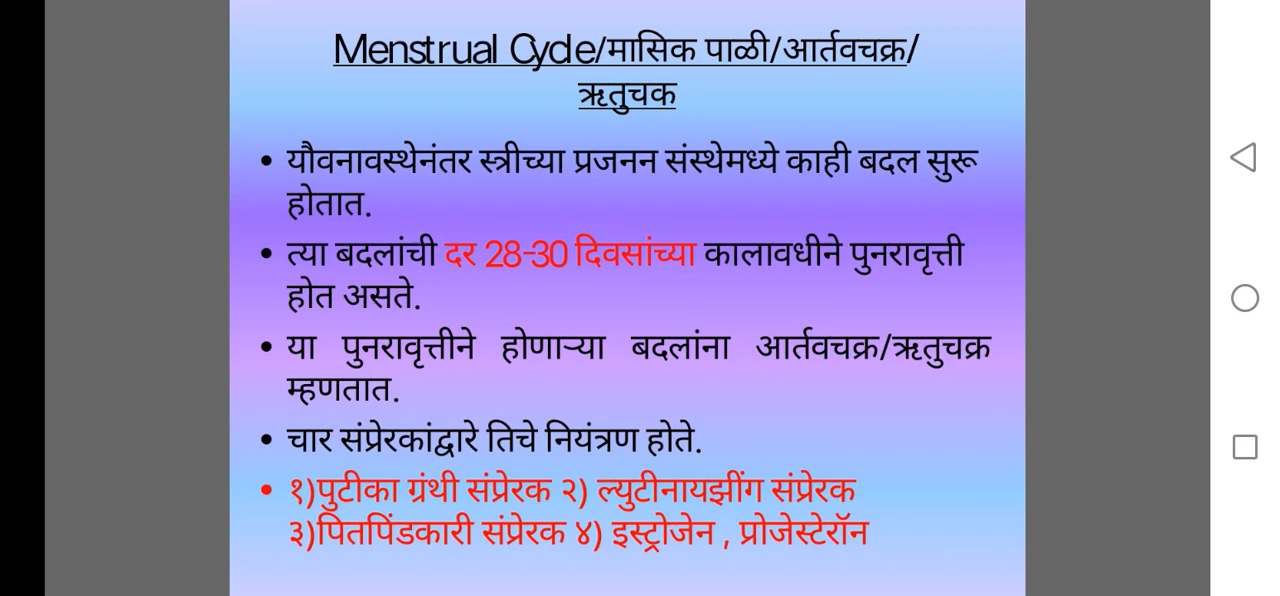 Menstrual Cycle/मासिक पाळी/आर्तवचक्र/
ऋतुचक
• यौवनावस्थेनंतर स्त्रीच्या प्रजनन संस्थेमध्ये काही बदल सुरू
होतात.
• त्या बदलांची दर 28-30 दिवसांच्या कालावधीने पुनरावृत्ती
होत असते.
• या पुनरावृत्तीने होणाऱ्या बदलांना आर्तवचक्र/ऋतुचक्र
म्हणतात.
• चार संप्रेरकांद्वारे तिचे नियंत्रण होते.
• १)पुटीका ग्रंथी संप्रेरक २) ल्युटीनायझींग संप्रेरक
३)पितपिंडकारी संप्रेरक ४) इस्ट्रोजेन , प्रोजेस्टेरॉन